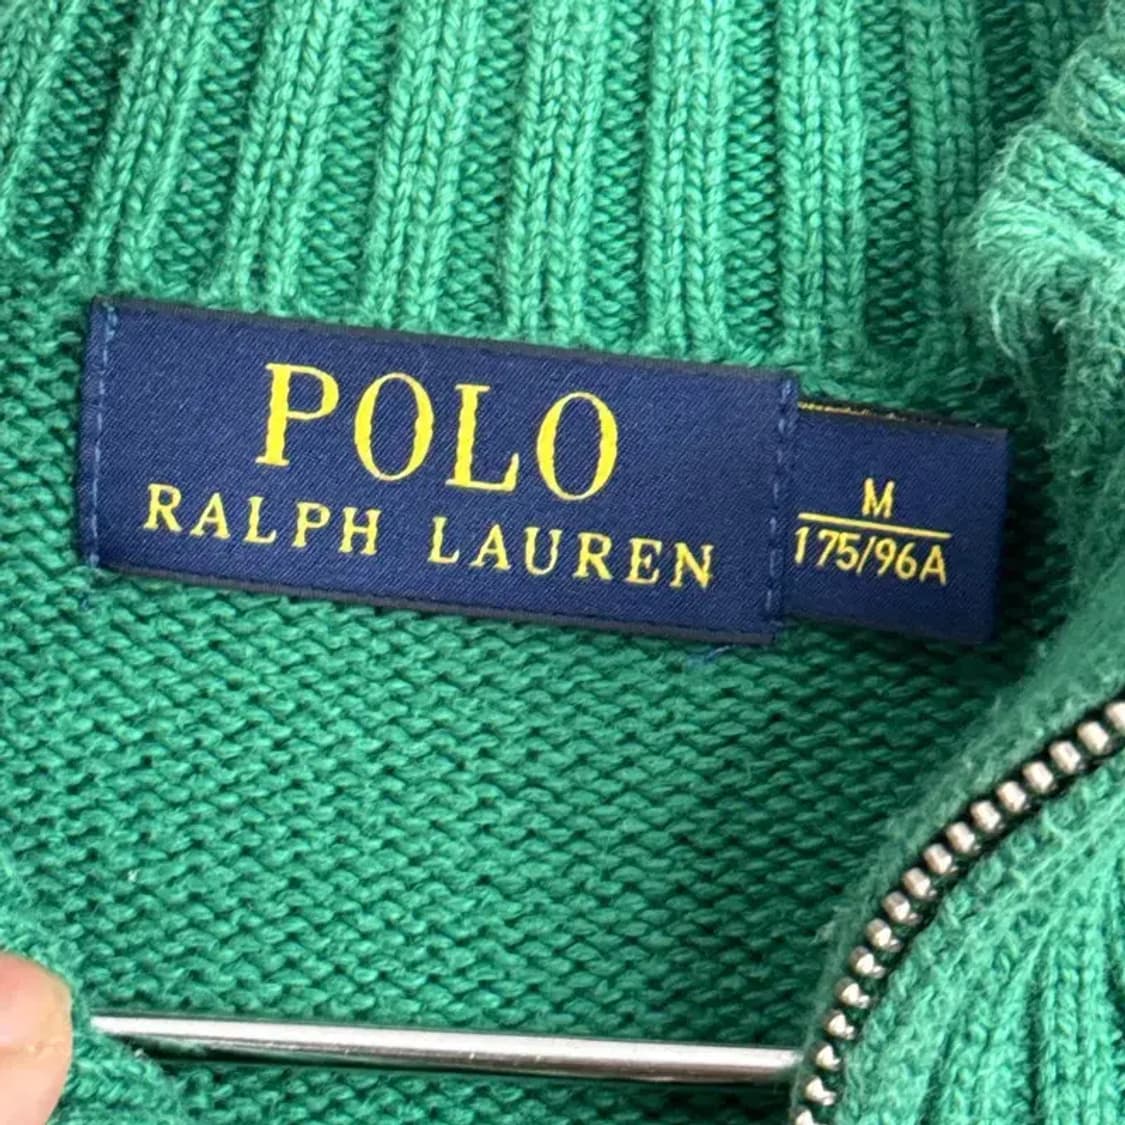 POLO
RALPH LAUREN
M
175/96A